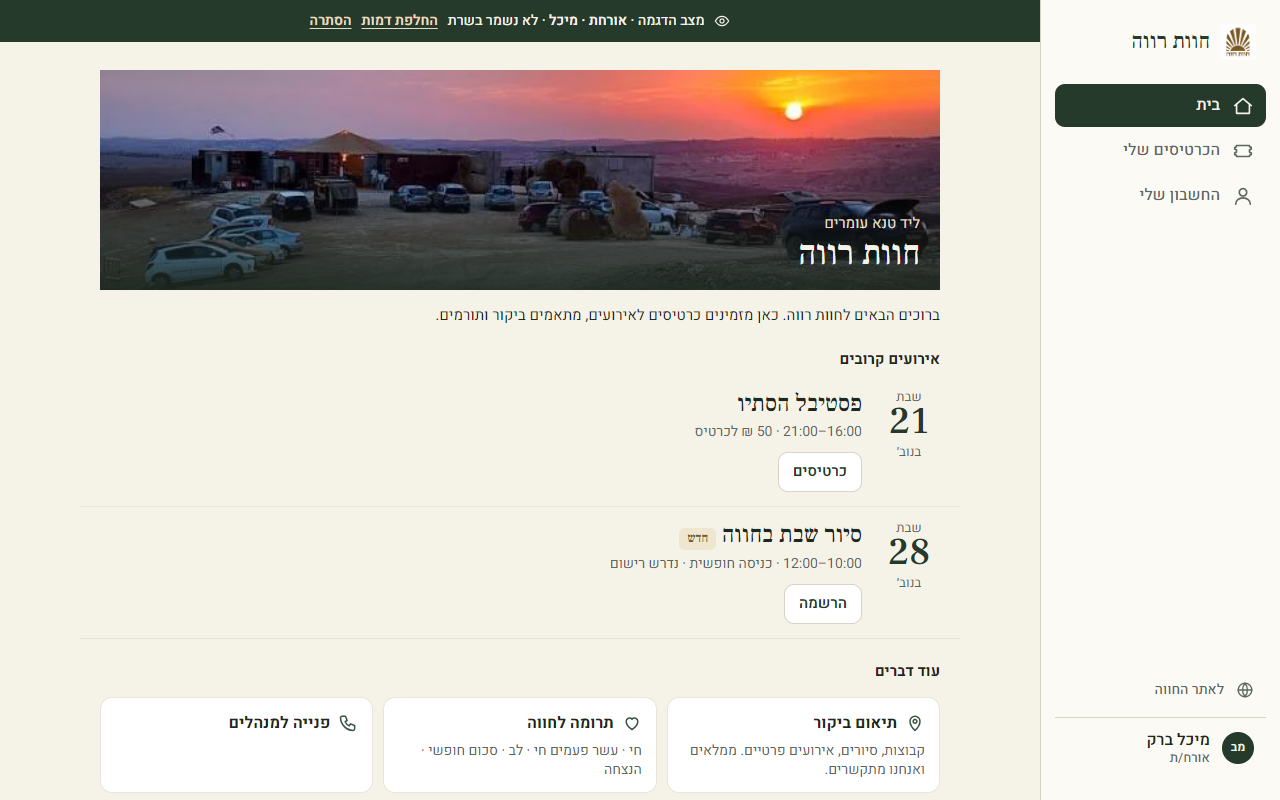 חוות רווה
בית
הכרטיסים שלי
החשבון שלי
לאתר החווה
מב
מיכל ברק
אורח/ת
מצב הדגמה · אורחת · מיכל · לא נשמר בשרת החלפת דמות הסתרה
ליד טנא עומרים
חוות רווה
ברוכים הבאים לחוות רווה. כאן מזמינים כרטיסים לאירועים, מתאמים ביקור ותורמים.
אירועים קרובים
שבת
21
בנוב׳
פסטיבל הסתיו
16:00–21:00 · 50 ₪ לכרטיס
כרטיסים
שבת
28
בנוב׳
סיור שבת בחווה חדש
10:00–12:00 · כניסה חופשית · נדרש רישום
הרשמה
עוד דברים
תיאום ביקור
קבוצות, סיורים, אירועים פרטיים. ממלאים
ואנחנו מתקשרים.
תרומה לחווה
חי · עשר פעמים חי · לב · סכום חופשי ·
הנצחה
פנייה למנהלים